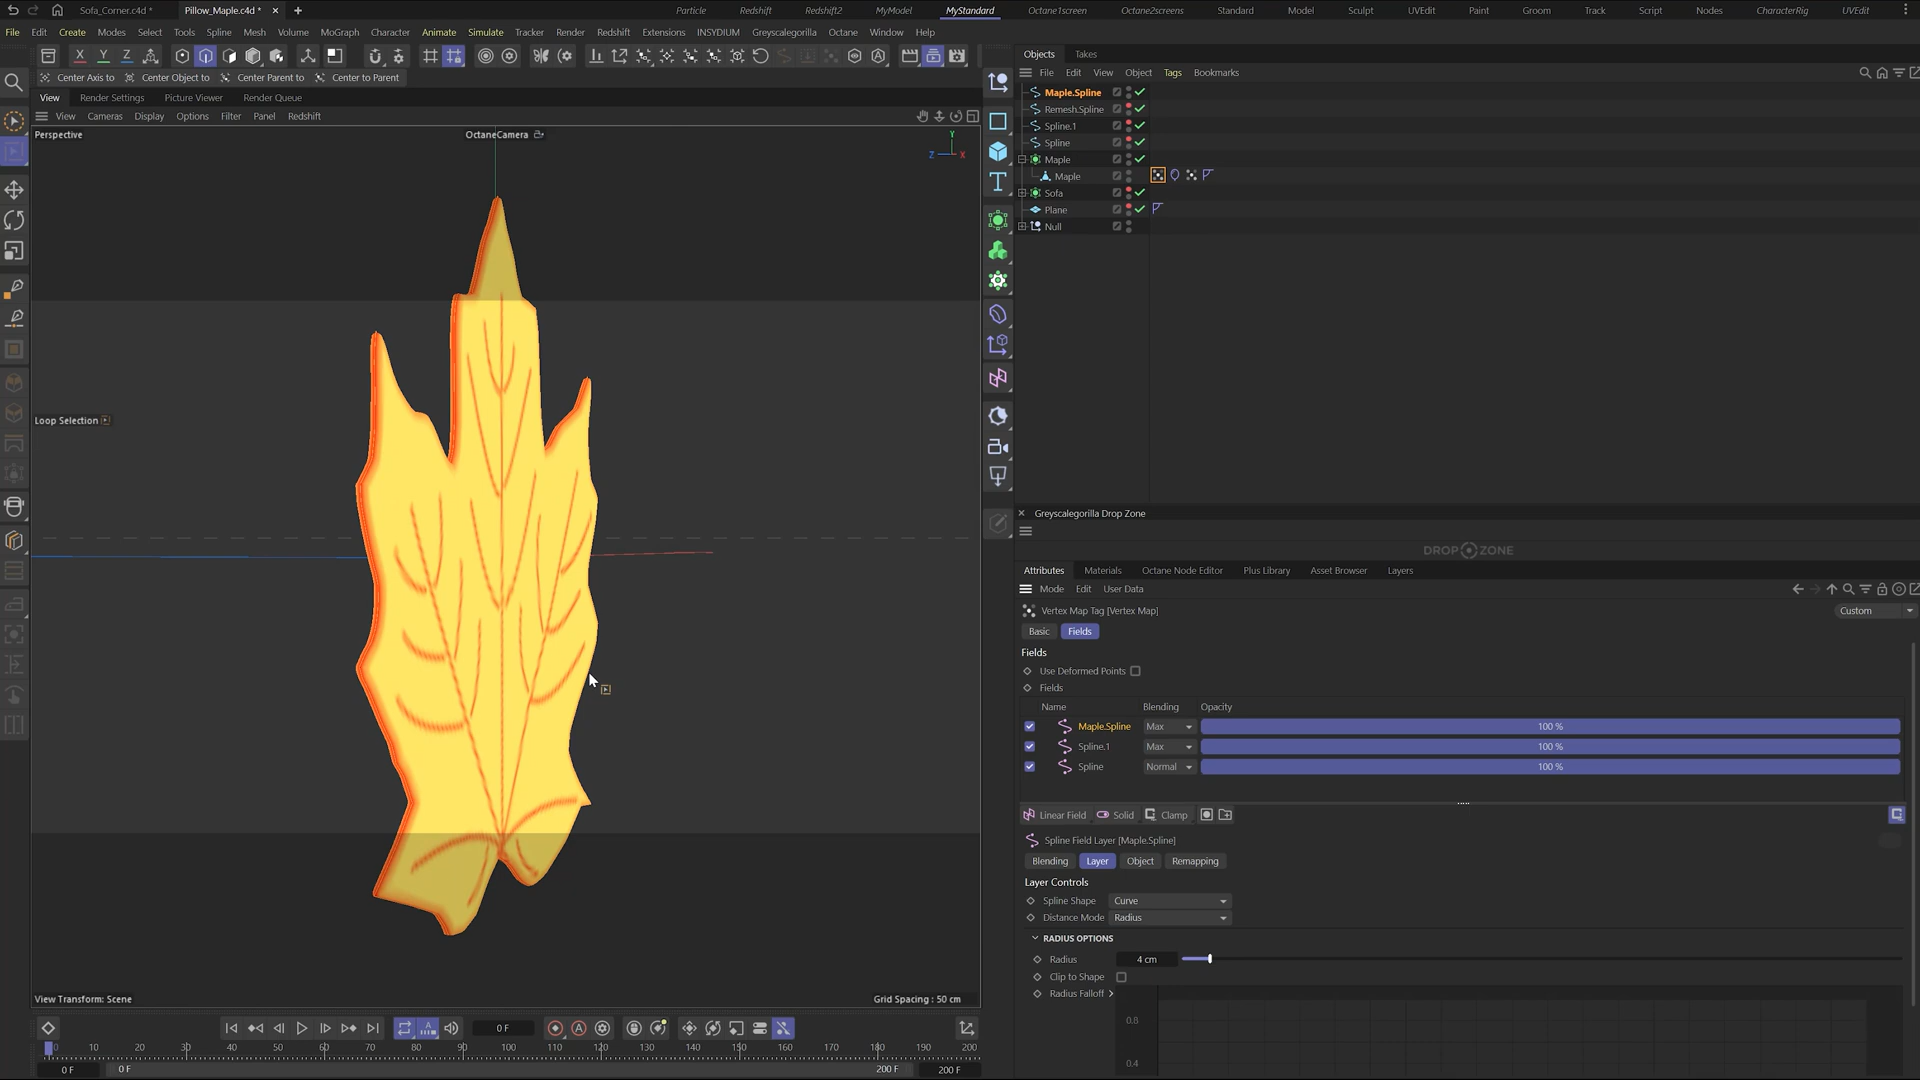 Sofa_Corner.c4d *
Pillow_Maple.c4d *
Particle
Redshift
Redshift2
MyModel
MyStandard
Octane1screen
Octane2screens
Standard
Model
Sculpt
UVEdit
Paint
Groom
Track
Script
Nodes
CharacterRig
UVEdit
File Edit Create Modes Select Tools Spline Mesh Volume MoGraph Character Animate Simulate Tracker Render Redshift Extensions INSYDIUM Greyscalegorilla Octane Window Help
X Y Z
Center Axis to Center Object to Center Parent to Center to Parent
View Render Settings Picture Viewer Render Queue
View Cameras Display Options Filter Panel Redshift
Perspective
OctaneCamera
Y
Z X
Loop Selection
View Transform: Scene
Grid Spacing : 50 cm
0 F
0 10 20 30 40 50 60 70 80 90 100 110 120 130 140 150 160 170 180 190 200
0 F
0 F
200 F
200 F
Objects Takes
File Edit View Object Tags Bookmarks
Maple.Spline
Remesh.Spline
Spline.1
Spline
Maple
Maple
Sofa
Plane
Null
Greyscalegorilla Drop Zone
DROP ZONE
Attributes Materials Octane Node Editor Plus Library Asset Browser Layers
Mode Edit User Data
Vertex Map Tag [Vertex Map]
Custom
Basic Fields
Fields
Use Deformed Points
Fields
Name Blending Opacity
Maple.Spline Max 100 %
Spline.1 Max 100 %
Spline Normal 100 %
Linear Field Solid Clamp
Spline Field Layer [Maple.Spline]
Blending Layer Object Remapping
Layer Controls
Spline Shape Curve
Distance Mode Radius
RADIUS OPTIONS
Radius 4 cm
Clip to Shape
Radius Falloff
0.8
0.4